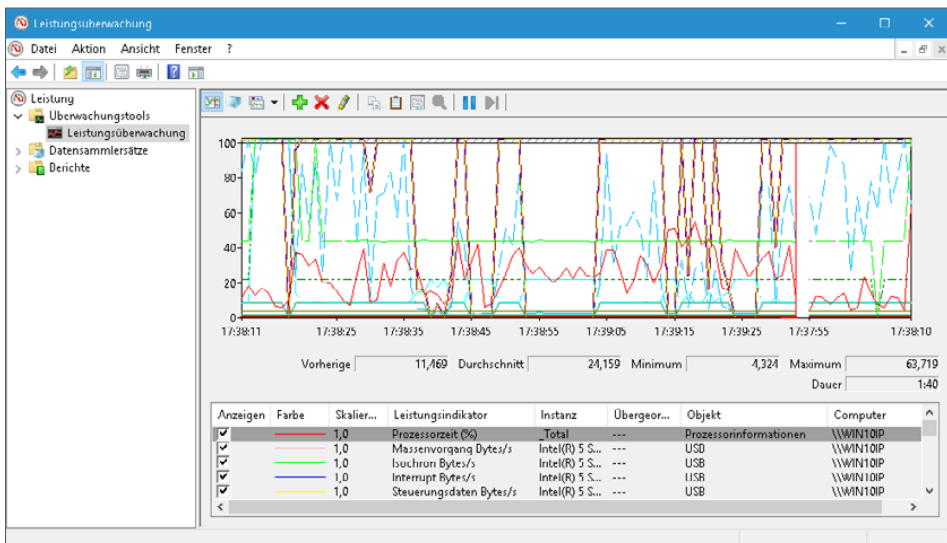 Leistungsüberwachung
Datei Aktion Ansicht Fenster ?
Leistung
Überwachungstools
Leistungsüberwachung
Datensammlersätze
Berichte
100
80
60
40
20
0
17:38:11 17:38:25 17:38:35 17:38:45 17:38:55 17:39:05 17:39:15 17:39:25 17:37:55 17:38:10
Vorherige 11,469 Durchschnitt 24,159 Minimum 4,324 Maximum 63,719
Dauer 1:40
Anzeigen Farbe Skalier... Leistungsindikator Instanz Übergeor... Objekt Computer
1,0 Prozessorzeit (%) _Total --- Prozessorinformationen \\WIN10IP
1,0 Massenvorgang Bytes/s Intel(R) 5 S... --- USB \\WIN10IP
1,0 Isochron Bytes/s Intel(R) 5 S... --- USB \\WIN10IP
1,0 Interrupt Bytes/s Intel(R) 5 S... --- USB \\WIN10IP
1,0 Steuerungsdaten Bytes/s Intel(R) 5 S... --- USB \\WIN10IP